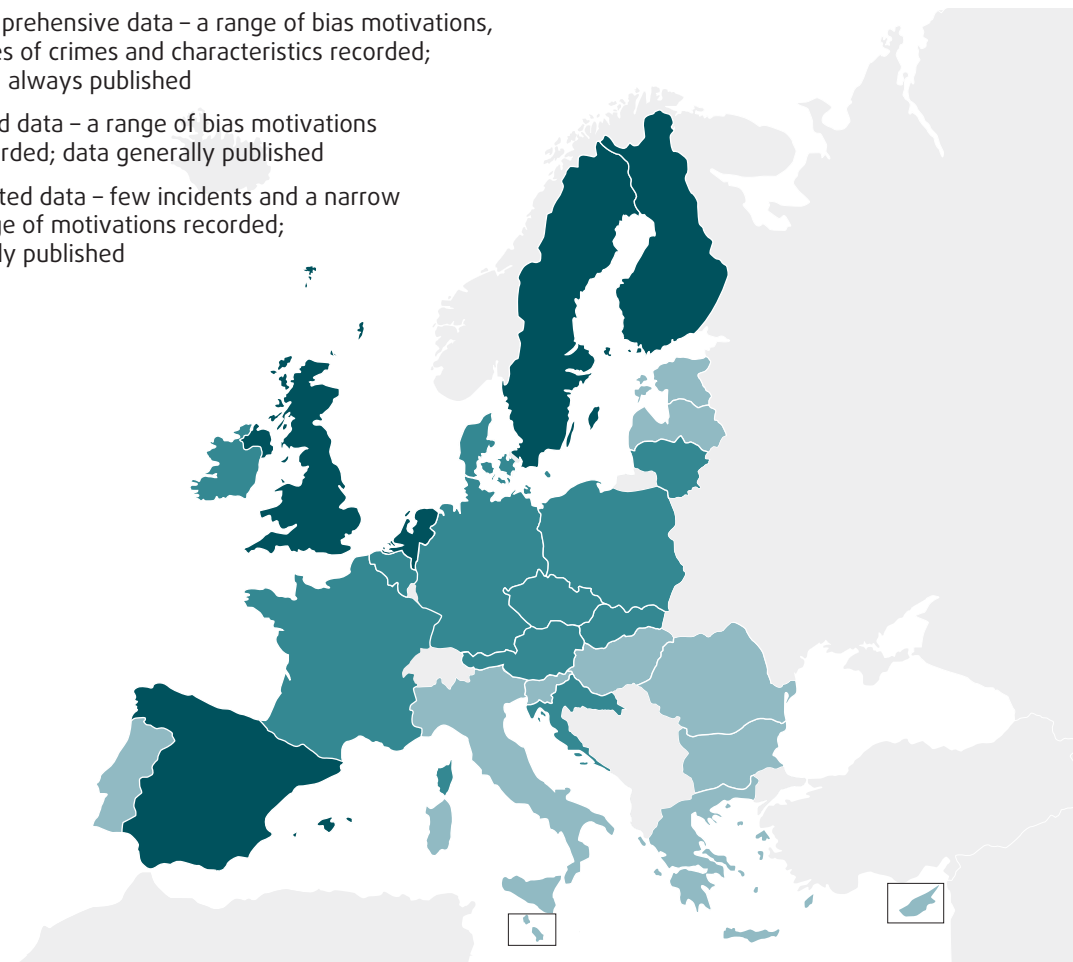 prehensive data – a range of bias motivations,
es of crimes and characteristics recorded;
always published
d data – a range of bias motivations
rded; data generally published
ted data – few incidents and a narrow
ge of motivations recorded;
ly published